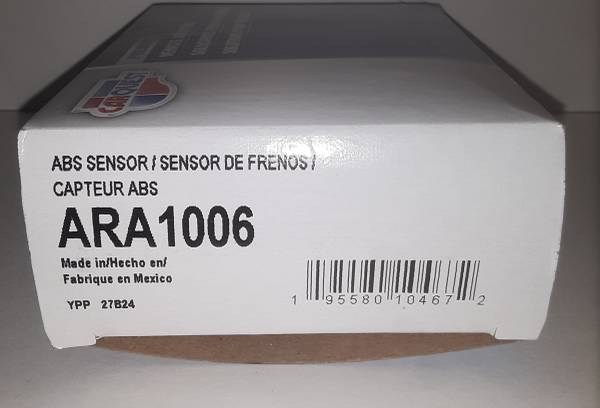 CARQUEST
ABS SENSOR / SENSOR DE FRENOS /
CAPTEUR ABS
ARA1006
Made in/Hecho en/
Fabrique en Mexico
YPP 27B24
1 95580 10467 2